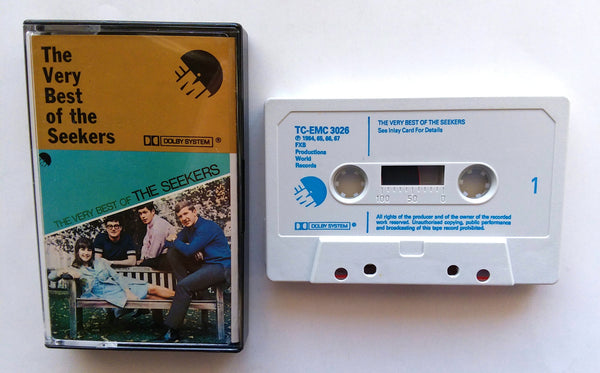 The
Very
Best
of the
Seekers
EMI
DOLBY SYSTEM ®
THE VERY BEST OF THE SEEKERS
TC-EMC 3026
℗ 1964, 65, 66, 67
FXB
Productions
World
Records
THE VERY BEST OF THE SEEKERS
See Inlay Card For Details
EMI
DOLBY SYSTEM
100 50 0
1
All rights of the producer and of the owner of the recorded
work reserved. Unauthorised copying, public performance
and broadcasting of this tape record prohibited.